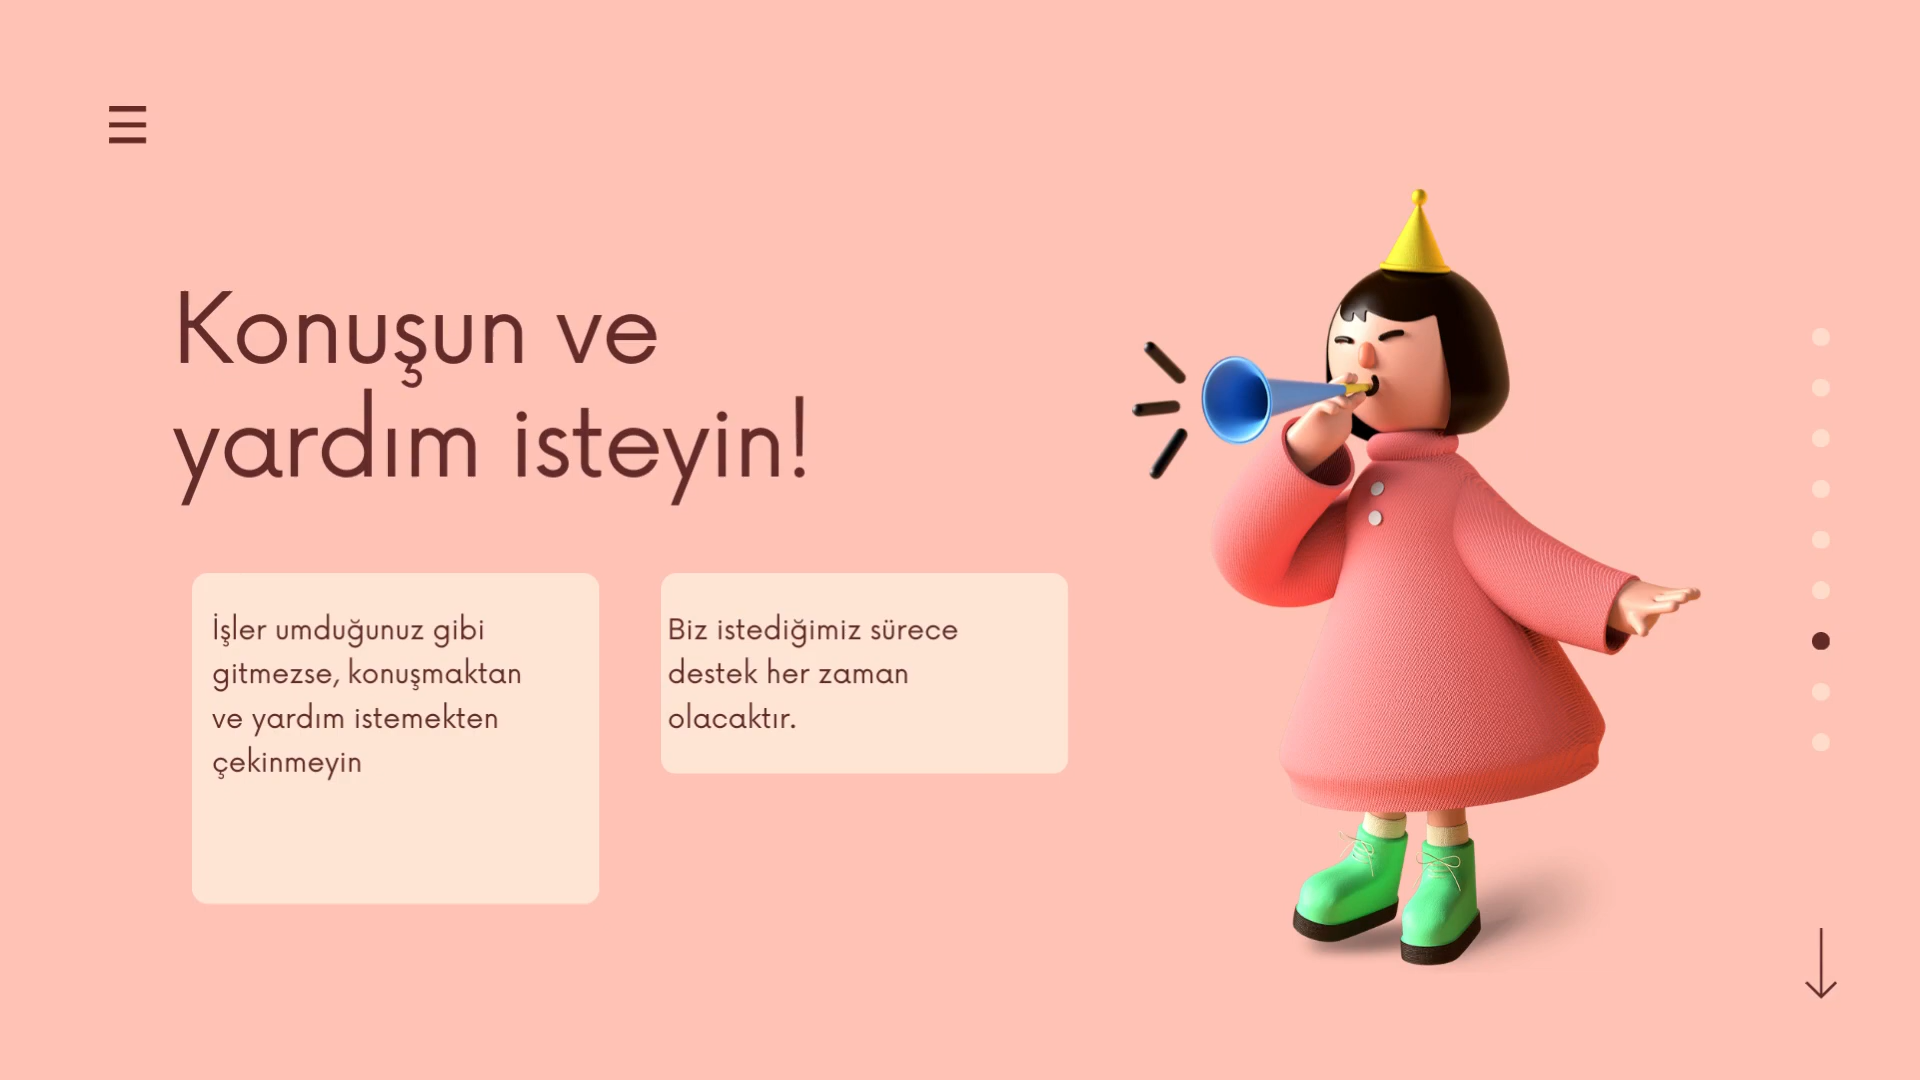 Konuşun ve
yardım isteyin!
İşler umduğunuz gibi
gitmezse, konuşmaktan
ve yardım istemekten
çekinmeyin
Biz istediğimiz sürece
destek her zaman
olacaktır.